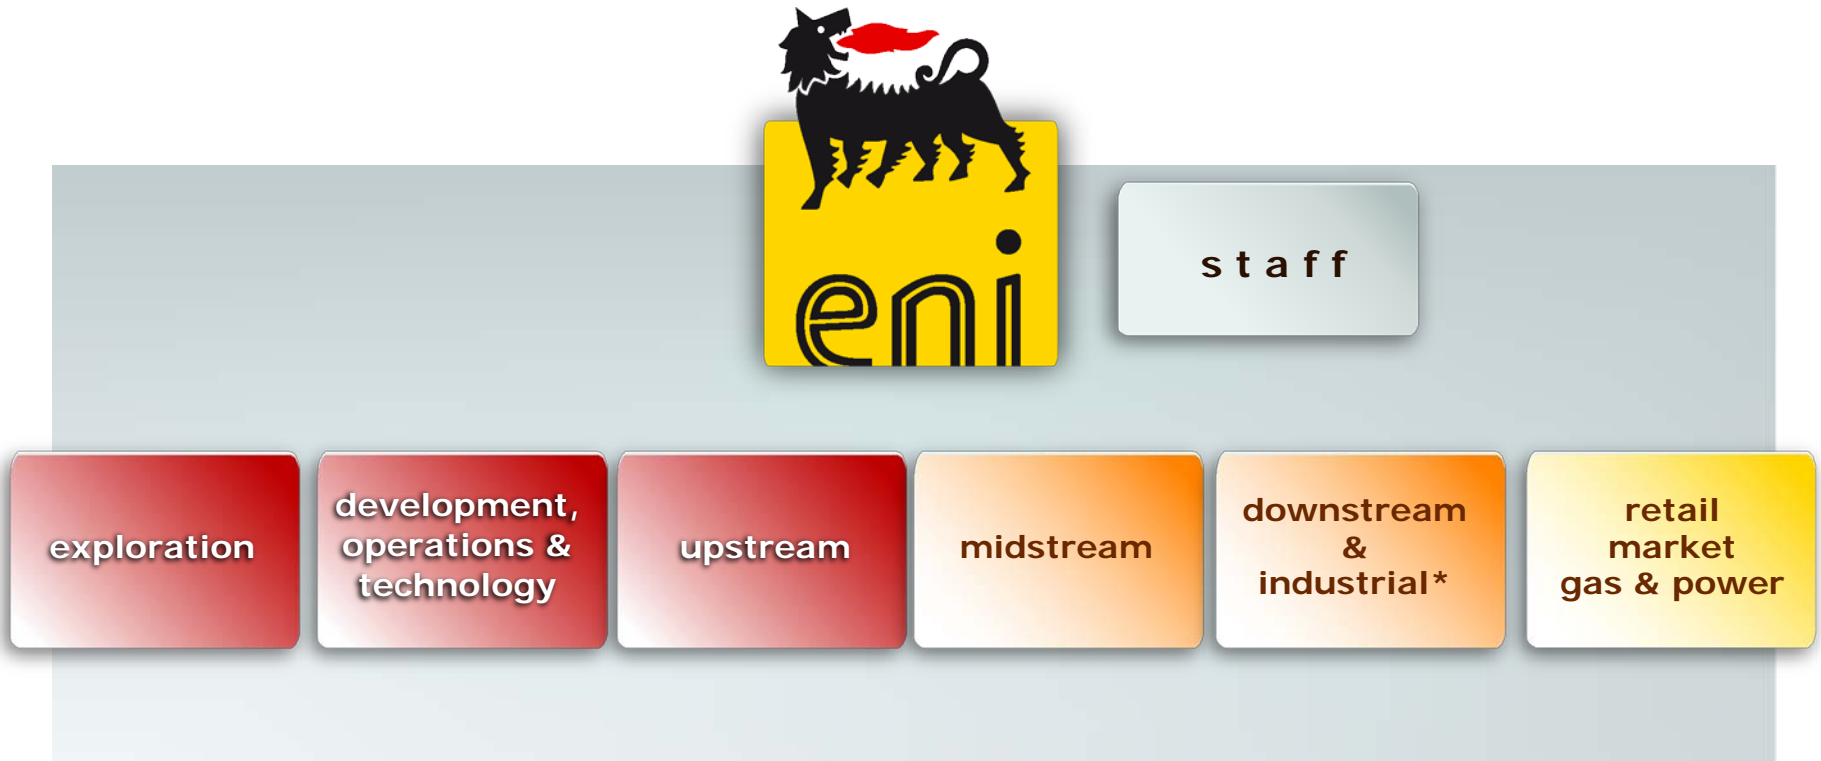 eni
staff
exploration
development,
operations &
technology
upstream
midstream
downstream
&
industrial*
retail
market
gas & power